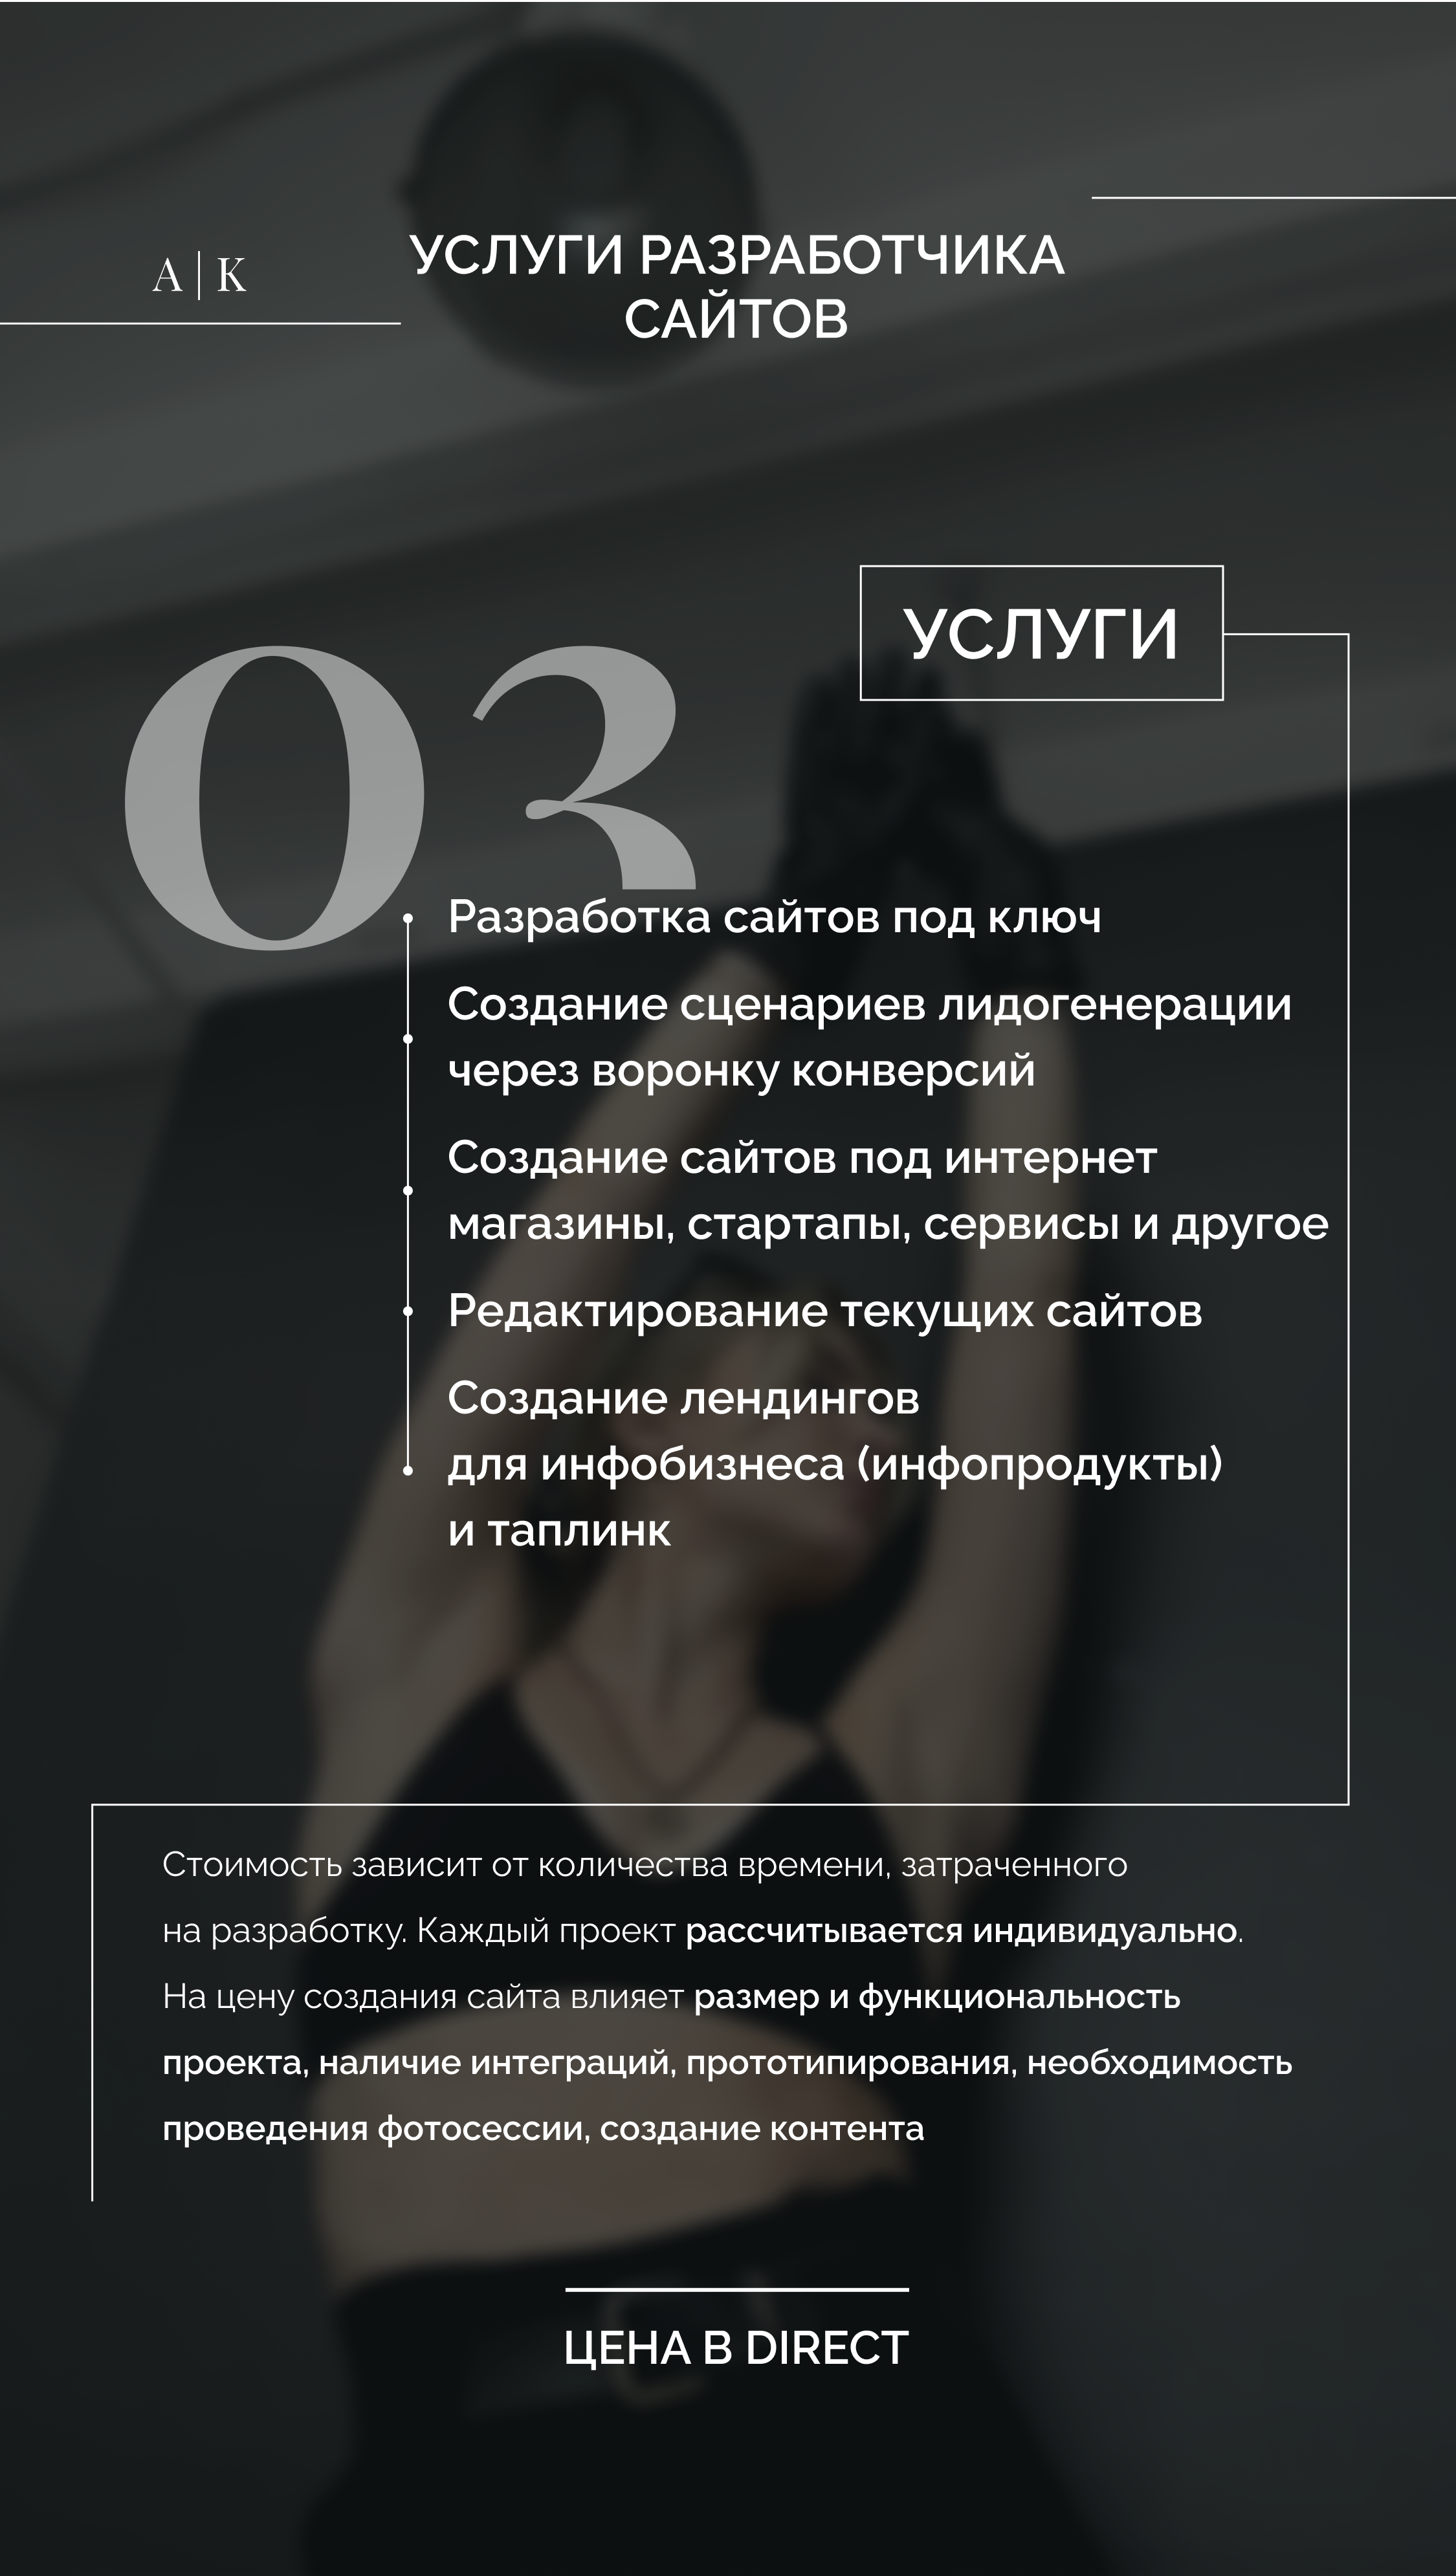 A | K
УСЛУГИ РАЗРАБОТЧИКА
САЙТОВ
УСЛУГИ
03
Разработка сайтов под ключ
Создание сценариев лидогенерации
через воронку конверсий
Создание сайтов под интернет
магазины, стартапы, сервисы и другое
Редактирование текущих сайтов
Создание лендингов
для инфобизнеса (инфопродукты)
и таплинк
Стоимость зависит от количества времени, затраченного
на разработку. Каждый проект рассчитывается индивидуально.
На цену создания сайта влияет размер и функциональность
проекта, наличие интеграций, прототипирования, необходимость
проведения фотосессии, создание контента
ЦЕНА В DIRECT